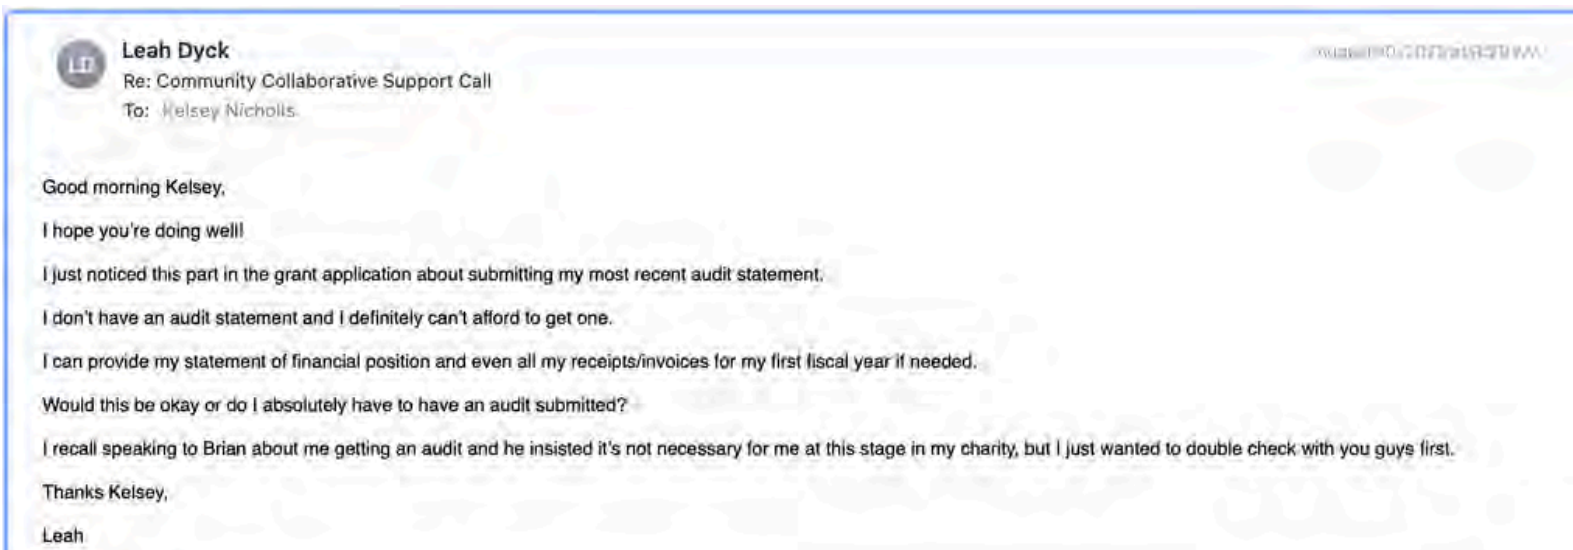 LD
Leah Dyck
Re: Community Collaborative Support Call
To: Kelsey Nicholls
Good morning Kelsey,
I hope you're doing well!
I just noticed this part in the grant application about submitting my most recent audit statement.
I don't have an audit statement and I definitely can't afford to get one.
I can provide my statement of financial position and even all my receipts/invoices for my first fiscal year if needed.
Would this be okay or do I absolutely have to have an audit submitted?
I recall speaking to Brian about me getting an audit and he insisted it's not necessary for me at this stage in my charity, but I just wanted to double check with you guys first.
Thanks Kelsey,
Leah